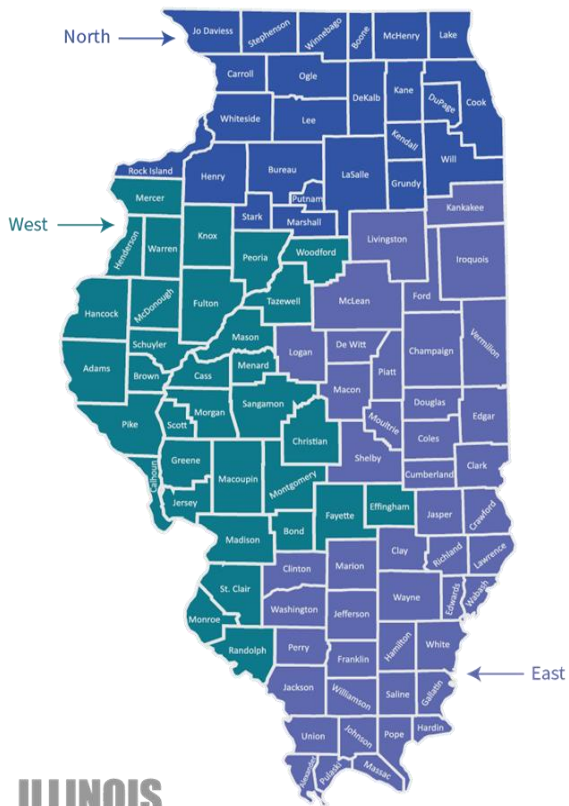 North
Jo Daviess
Stephenson
Winnebago
Boone
McHenry
Lake
Carroll
Ogle
DeKalb
Kane
DuPage
Cook
Whiteside
Lee
Kendall
Will
Rock Island
Henry
Bureau
LaSalle
Grundy
Putnam
Stark
Marshall
Kankakee
West
Mercer
Henderson
Warren
Knox
Peoria
Woodford
Livingston
Iroquois
Hancock
McDonough
Fulton
Tazewell
McLean
Ford
Schuyler
Mason
Logan
De Witt
Champaign
Vermilion
Adams
Brown
Cass
Menard
Macon
Piatt
Pike
Scott
Morgan
Sangamon
Christian
Moultrie
Douglas
Edgar
Coles
Shelby
Greene
Calhoun
Macoupin
Montgomery
Cumberland
Clark
Jersey
Fayette
Effingham
Jasper
Crawford
Madison
Bond
Clay
Richland
Lawrence
Clinton
Marion
St. Clair
Washington
Jefferson
Wayne
Edwards
Wabash
Monroe
Randolph
Perry
Franklin
Hamilton
White
East
Jackson
Williamson
Saline
Gallatin
Union
Johnson
Pope
Hardin
Alexander
Pulaski
Massac
ILLINOIS